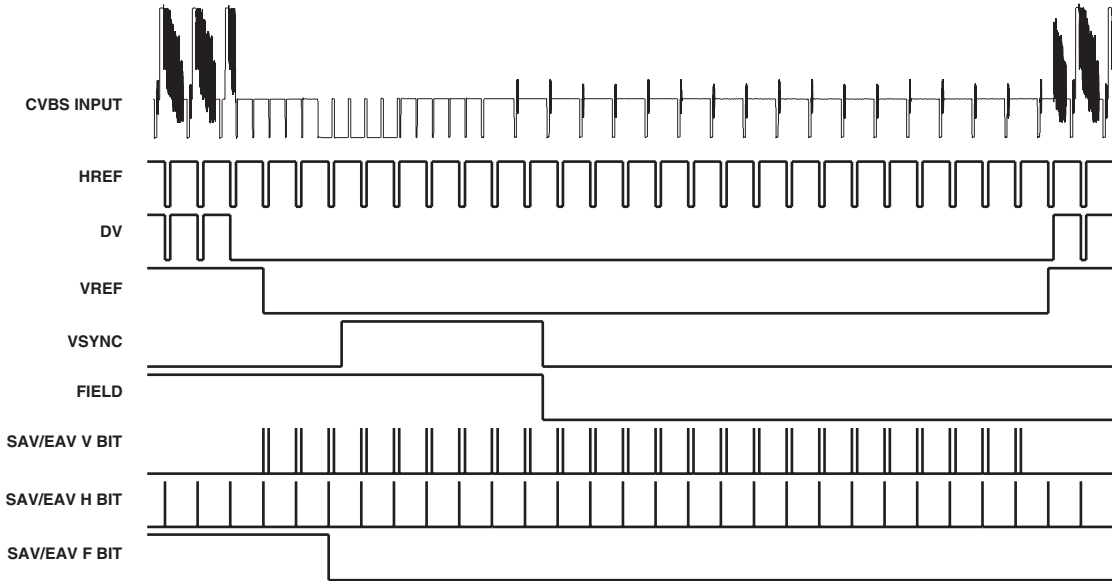 CVBS INPUT
HREF
DV
VREF
VSYNC
FIELD
SAV/EAV V BIT
SAV/EAV H BIT
SAV/EAV F BIT